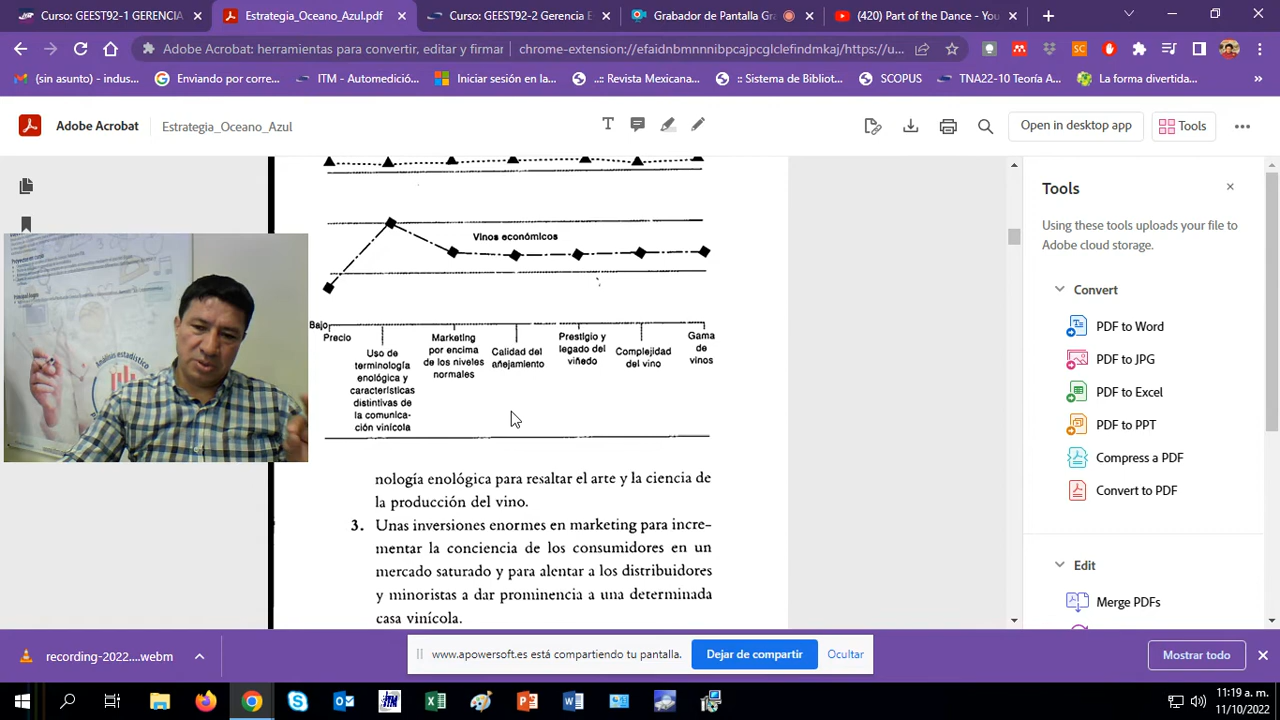 Curso: GEEST92-1 GERENCIA
Estrategia_Oceano_Azul.pdf
Curso: GEEST92-2 Gerencia E
Grabador de Pantalla Gra
(420) Part of the Dance - You
Adobe Acrobat: herramientas para convertir, editar y firmar
chrome-extension://efaidnbmnnnibpcajpcglclefindmkaj/https://u...
(sin asunto) - indus...
Enviando por corre...
ITM - Automedició...
Iniciar sesión en la...
.:: Revista Mexicana...
:: Sistema de Bibliot...
SCOPUS
TNA22-10 Teoría A...
La forma divertida...
Adobe Acrobat
Estrategia_Oceano_Azul
Open in desktop app
Tools
Vinos económicos
Bajo
Precio
Uso de
terminología
enológica y
características
distintivas de
la comunica-
ción vinícola
Marketing
por encima
de los niveles
normales
Calidad del
añejamiento
Prestigio y
legado del
viñedo
Complejidad
del vino
Gama
de
vinos
nología enológica para resaltar el arte y la ciencia de
la producción del vino.
3. Unas inversiones enormes en marketing para incre-
mentar la conciencia de los consumidores en un
mercado saturado y para alentar a los distribuidores
y minoristas a dar prominencia a una determinada
casa vinícola.
Tools
Using these tools uploads your file to
Adobe cloud storage.
Convert
PDF to Word
PDF to JPG
PDF to Excel
PDF to PPT
Compress a PDF
Convert to PDF
Edit
Merge PDFs
recording-2022....webm
www.apowersoft.es está compartiendo tu pantalla.
Dejar de compartir
Ocultar
Mostrar todo
11:19 a. m.
11/10/2022